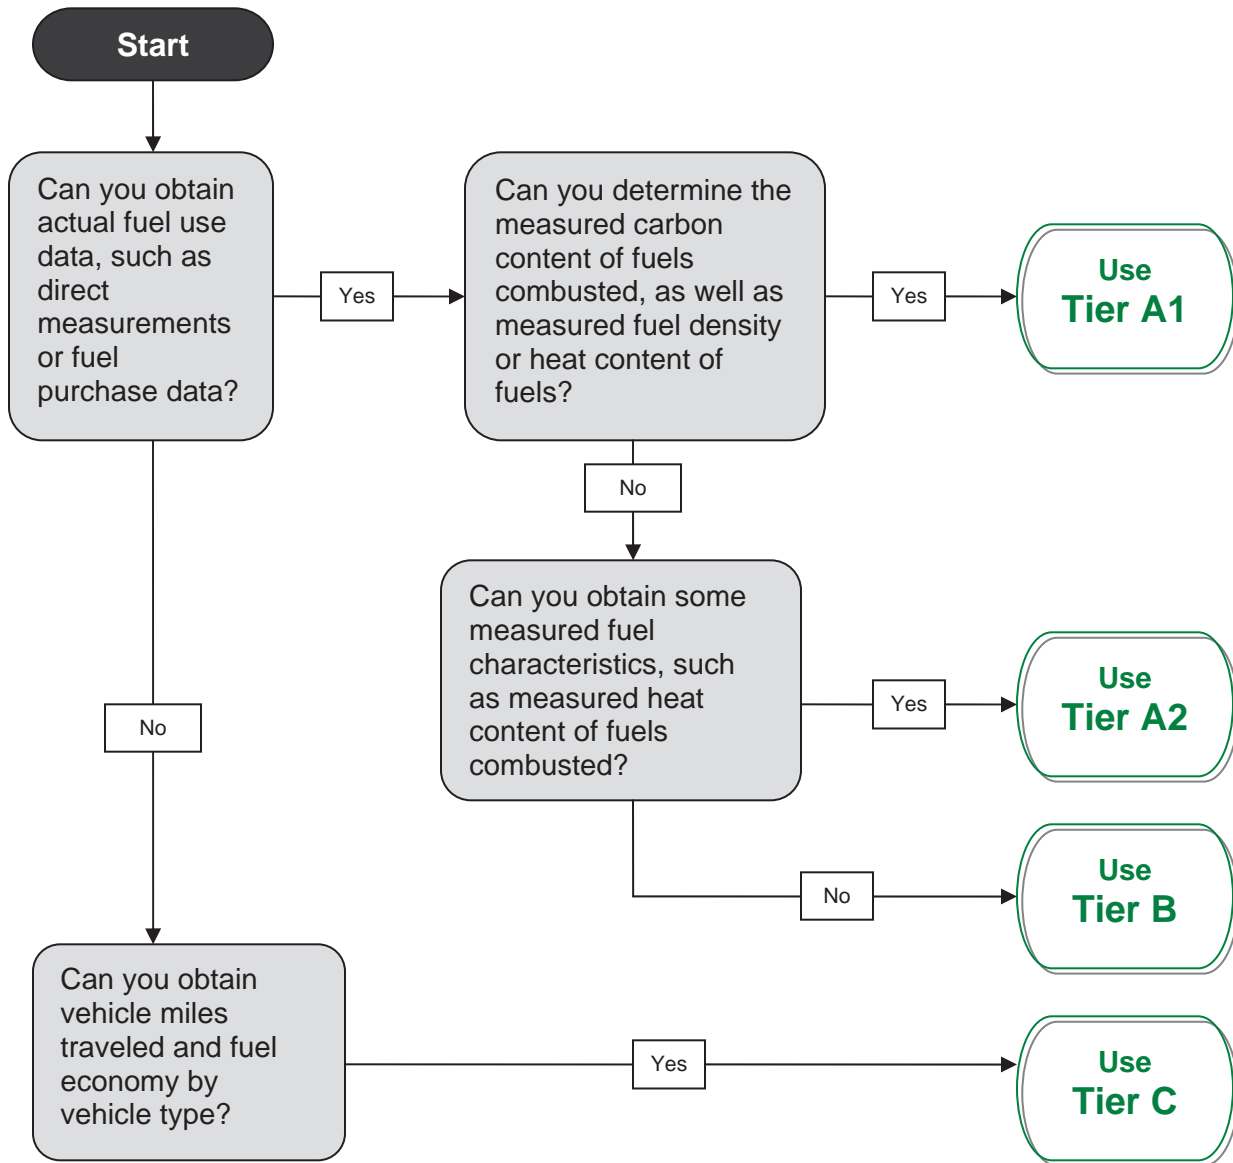 Start
Can you obtain
actual fuel use
data, such as
direct
measurements
or fuel
purchase data?
Yes
Can you determine the
measured carbon
content of fuels
combusted, as well as
measured fuel density
or heat content of
fuels?
Yes
Use
Tier A1
No
Can you obtain some
measured fuel
characteristics, such
as measured heat
content of fuels
combusted?
Yes
Use
Tier A2
No
No
Use
Tier B
Can you obtain
vehicle miles
traveled and fuel
economy by
vehicle type?
Yes
Use
Tier C